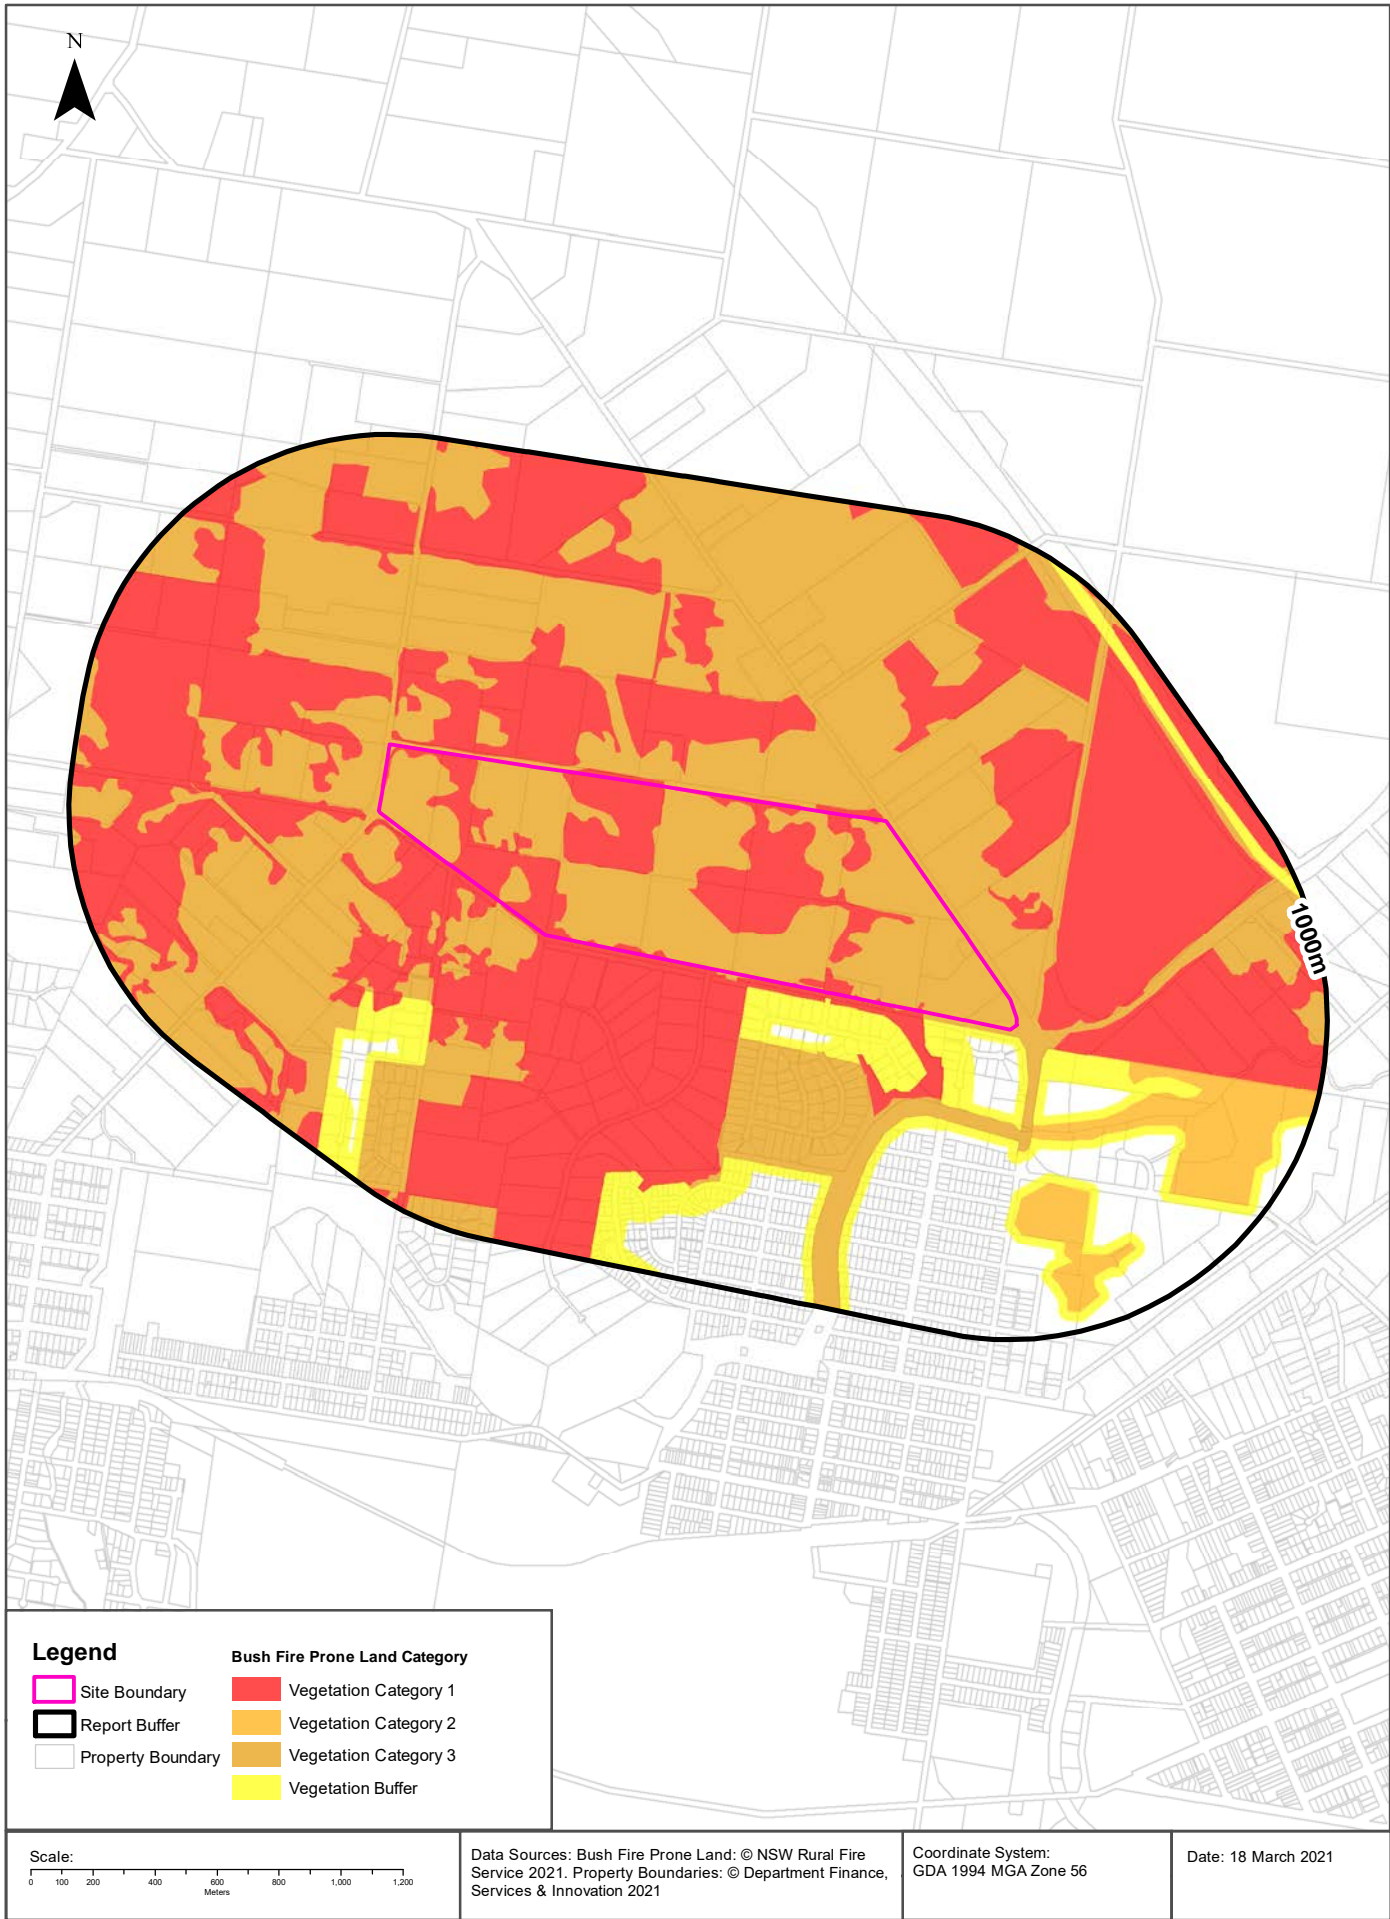 N
1000m
Legend
Site Boundary
Report Buffer
Property Boundary
Bush Fire Prone Land Category
Vegetation Category 1
Vegetation Category 2
Vegetation Category 3
Vegetation Buffer
Scale:
0 100 200 400 600 800 1,000 1,200
Meters
Data Sources: Bush Fire Prone Land: © NSW Rural Fire
Service 2021. Property Boundaries: © Department Finance,
Services & Innovation 2021
Coordinate System:
GDA 1994 MGA Zone 56
Date: 18 March 2021